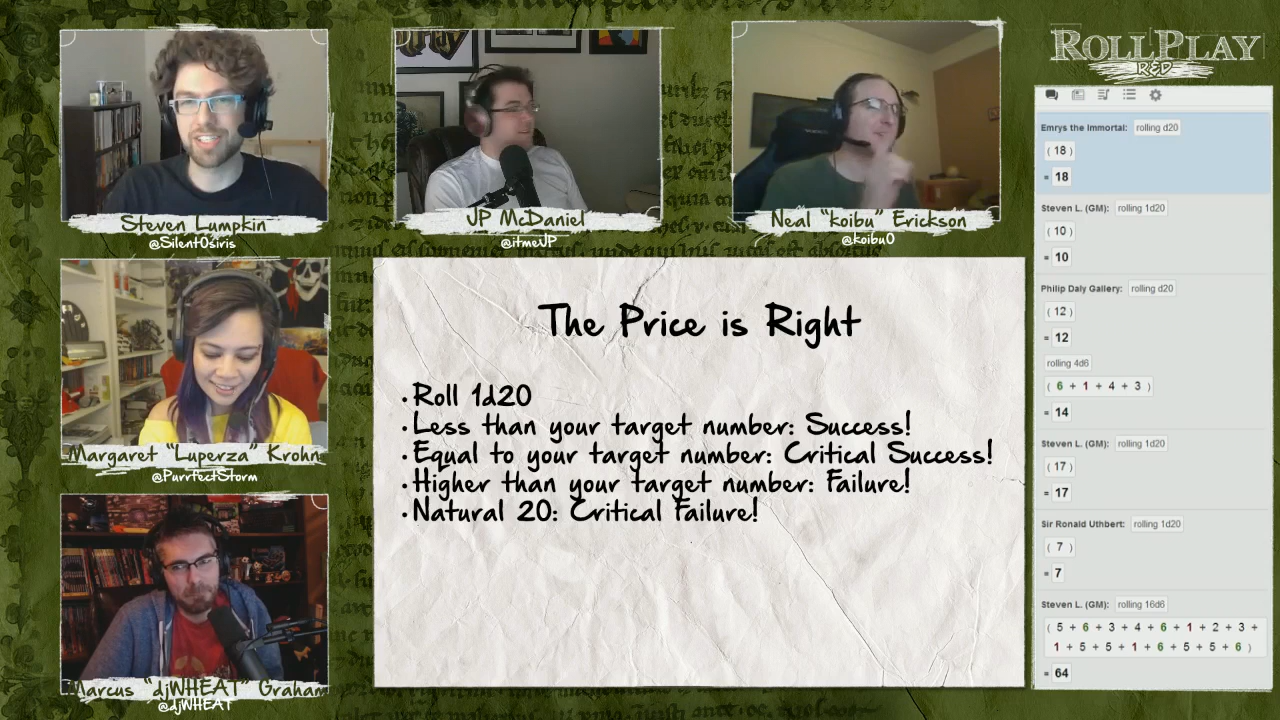 ROLLPLAY
R&D
Steven Lumpkin
@SilentOsiris
JP McDaniel
@itmeJP
Neal "koibu" Erickson
@koibu0
Margaret "Luperza" Krohn
@PurrfectStorm
Marcus "djWHEAT" Graham
@djWHEAT
The Price is Right
• Roll 1d20
• Less than your target number: Success!
• Equal to your target number: Critical Success!
• Higher than your target number: Failure!
• Natural 20: Critical Failure!
Emrys the Immortal: rolling d20
( 18 )
= 18
Steven L. (GM): rolling 1d20
( 10 )
= 10
Philip Daly Gallery: rolling d20
( 12 )
= 12
rolling 4d6
( 6 + 1 + 4 + 3 )
= 14
Steven L. (GM): rolling 1d20
( 17 )
= 17
Sir Ronald Uthbert: rolling 1d20
( 7 )
= 7
Steven L. (GM): rolling 16d6
( 5 + 6 + 3 + 4 + 6 + 1 + 2 + 3 +
1 + 5 + 5 + 1 + 6 + 5 + 5 + 6 )
= 64